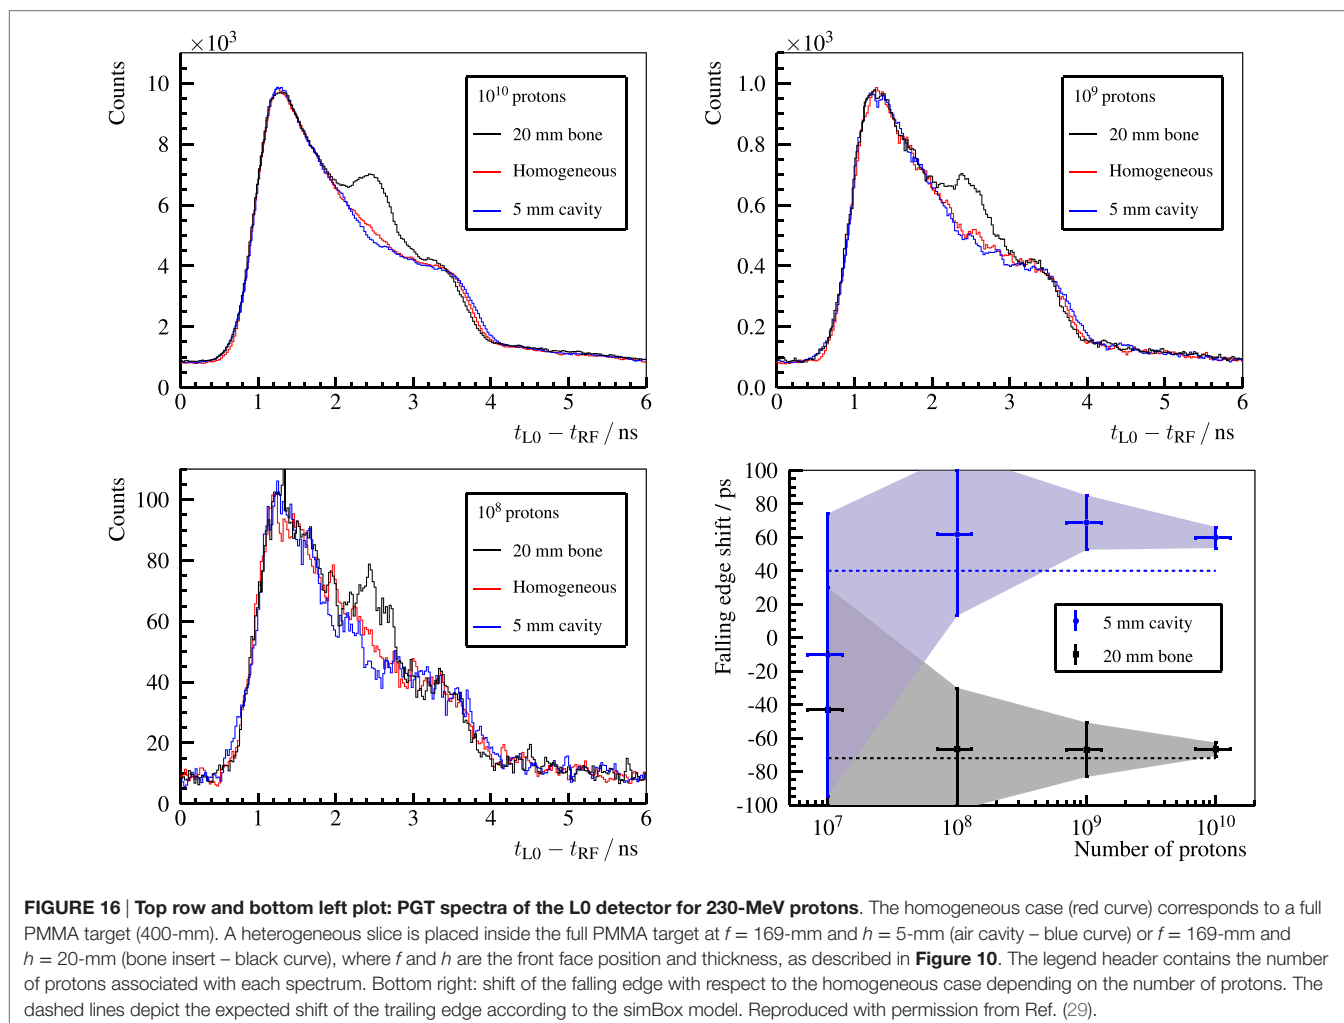 ×10³
Counts
10
8
6
4
2
0
10¹⁰ protons
20 mm bone
Homogeneous
5 mm cavity
0 1 2 3 4 5 6
t_L0 − t_RF / ns
×10³
Counts
1.0
0.8
0.6
0.4
0.2
0.0
10⁹ protons
20 mm bone
Homogeneous
5 mm cavity
0 1 2 3 4 5 6
t_L0 − t_RF / ns
Counts
100
80
60
40
20
0
10⁸ protons
20 mm bone
Homogeneous
5 mm cavity
0 1 2 3 4 5 6
t_L0 − t_RF / ns
Falling edge shift / ps
100
80
60
40
20
0
-20
-40
-60
-80
-100
5 mm cavity
20 mm bone
10⁷ 10⁸ 10⁹ 10¹⁰
Number of protons
FIGURE 16 | Top row and bottom left plot: PGT spectra of the L0 detector for 230-MeV protons. The homogeneous case (red curve) corresponds to a full
PMMA target (400-mm). A heterogeneous slice is placed inside the full PMMA target at f = 169-mm and h = 5-mm (air cavity – blue curve) or f = 169-mm and
h = 20-mm (bone insert – black curve), where f and h are the front face position and thickness, as described in Figure 10. The legend header contains the number
of protons associated with each spectrum. Bottom right: shift of the falling edge with respect to the homogeneous case depending on the number of protons. The
dashed lines depict the expected shift of the trailing edge according to the simBox model. Reproduced with permission from Ref. (29).